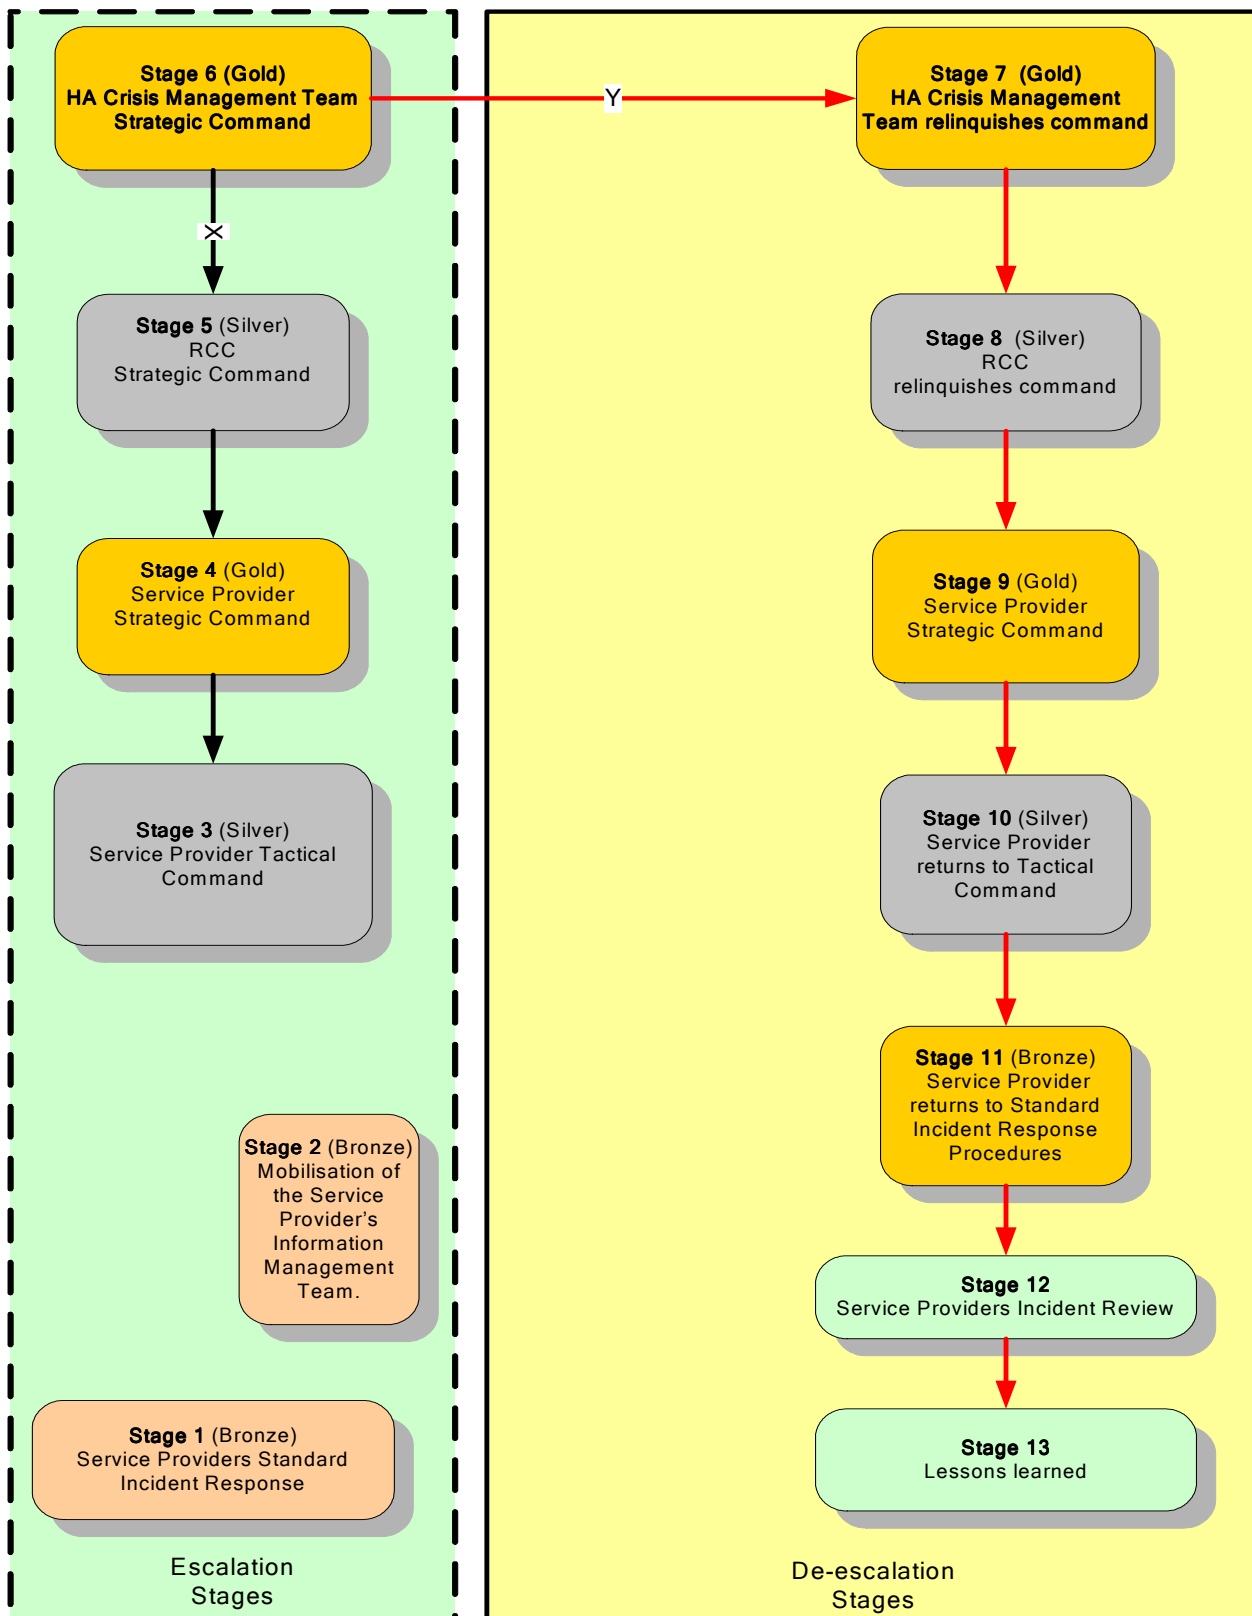 Stage 6 (Gold)
HA Crisis Management Team
Strategic Command
X
Stage 5 (Silver)
RCC
Strategic Command
Stage 4 (Gold)
Service Provider
Strategic Command
Stage 3 (Silver)
Service Provider Tactical
Command
Stage 2 (Bronze)
Mobilisation of
the Service
Provider’s
Information
Management
Team.
Stage 1 (Bronze)
Service Providers Standard
Incident Response
Escalation
Stages
Y
Stage 7 (Gold)
HA Crisis Management
Team relinquishes command
Stage 8 (Silver)
RCC
relinquishes command
Stage 9 (Gold)
Service Provider
Strategic Command
Stage 10 (Silver)
Service Provider
returns to Tactical
Command
Stage 11 (Bronze)
Service Provider
returns to Standard
Incident Response
Procedures
Stage 12
Service Providers Incident Review
Stage 13
Lessons learned
De-escalation
Stages